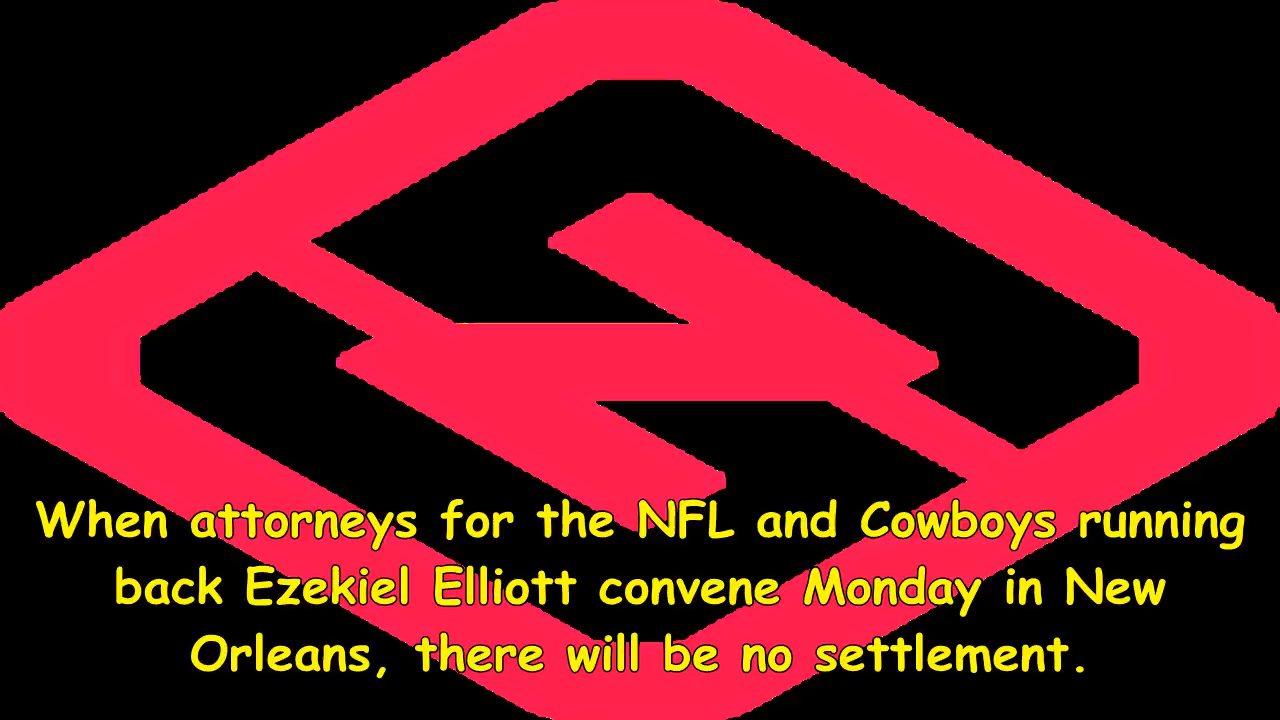 When attorneys for the NFL and Cowboys running
back Ezekiel Elliott convene Monday in New
Orleans, there will be no settlement.